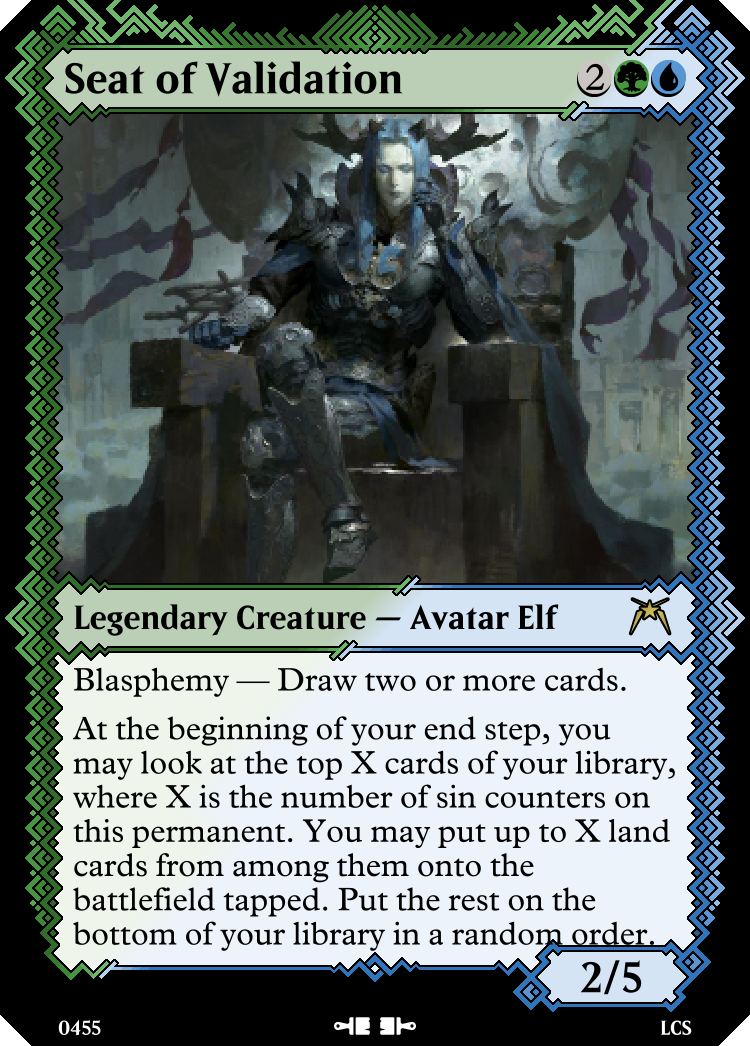 Seat of Validation 2
Legendary Creature — Avatar Elf
Blasphemy — Draw two or more cards.
At the beginning of your end step, you
may look at the top X cards of your library,
where X is the number of sin counters on
this permanent. You may put up to X land
cards from among them onto the
battlefield tapped. Put the rest on the
bottom of your library in a random order.
2/5
0455 LCS